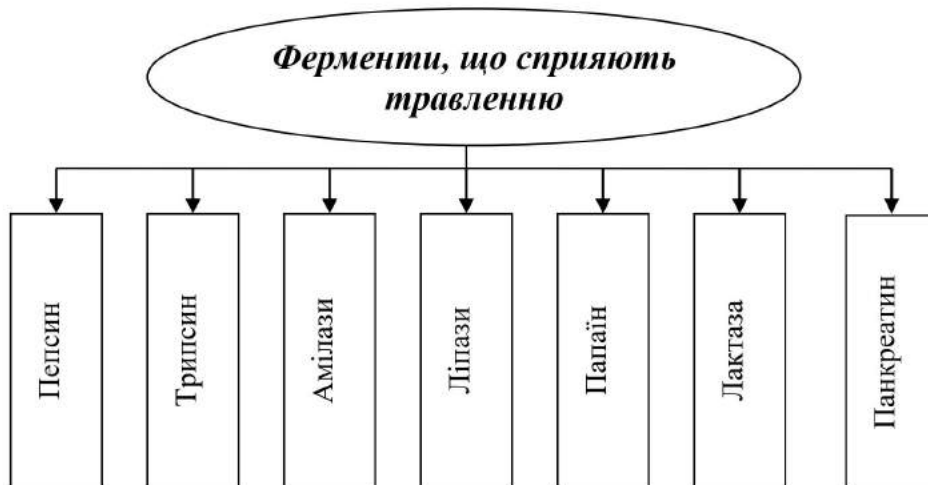 Ферменти, що сприяють
травленню
Пепсин
Трипсин
Амілази
Ліпази
Папаїн
Лактаза
Панкреатин